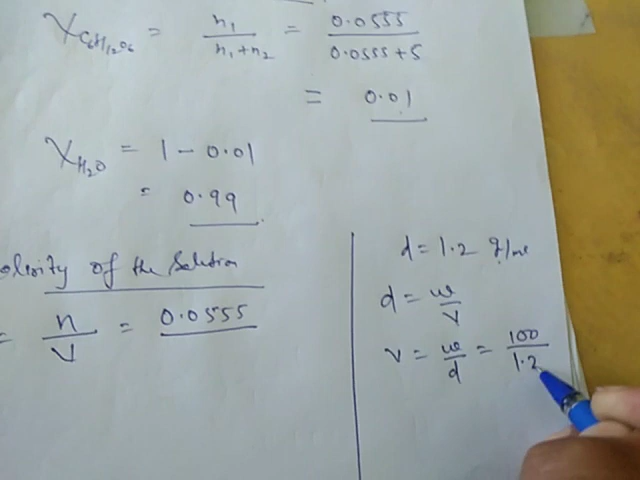 X C6H12O6 = n1 / n1+n2 = 0.0555 / 0.0555+5
= 0.01
X H2O = 1 - 0.01
= 0.99
olarity of the Solution
= n / V = 0.0555
d = 1.2 g/ml
d = w / V
V = w / d = 100 / 1.2